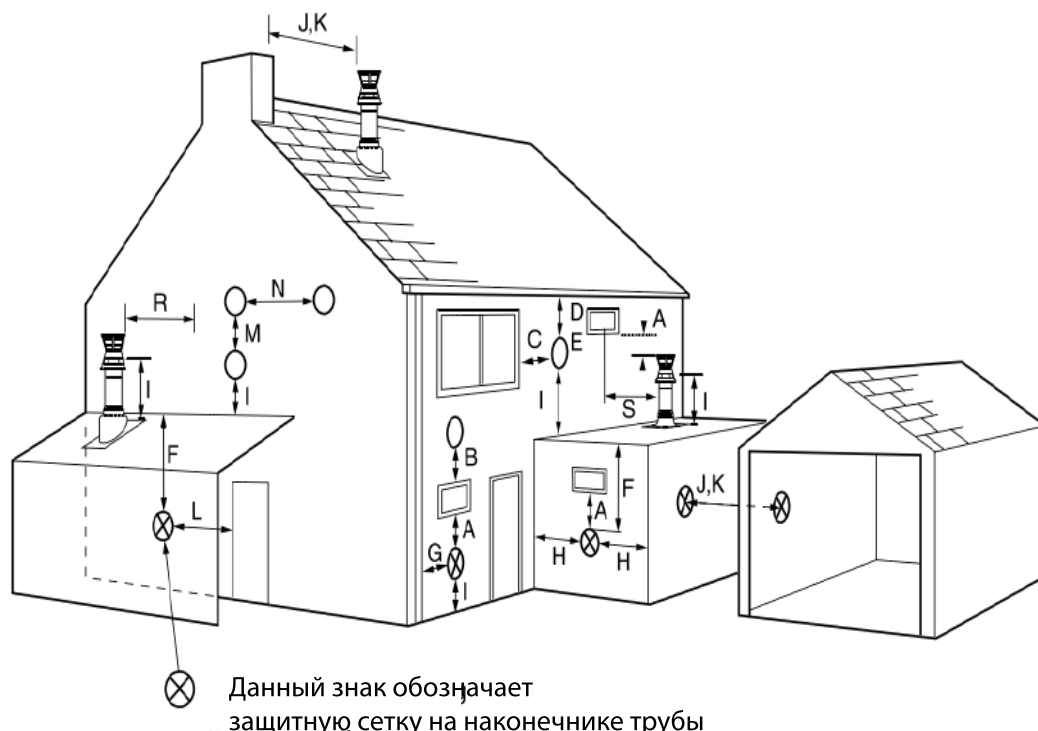 J,K
R
N
M
I
I
F
L
D
A
C
E
I
S
I
B
A
G
I
F
A
H
H
J,K
Данный знак обозначает
защитную сетку на наконечнике трубы